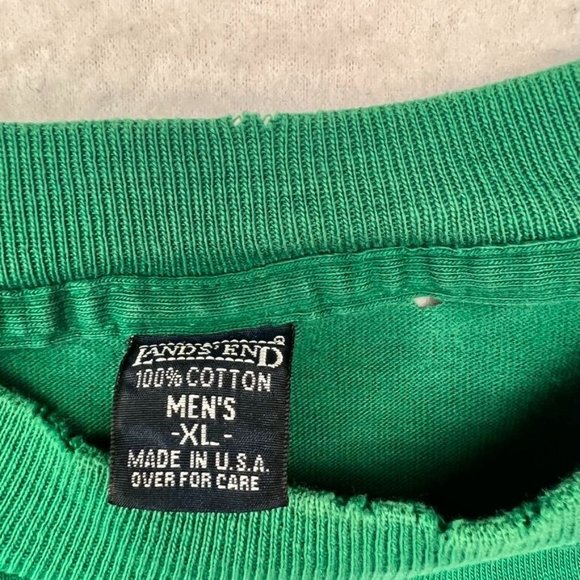 LANDS' END®
100% COTTON
MEN'S
-XL-
MADE IN U.S.A.
OVER FOR CARE